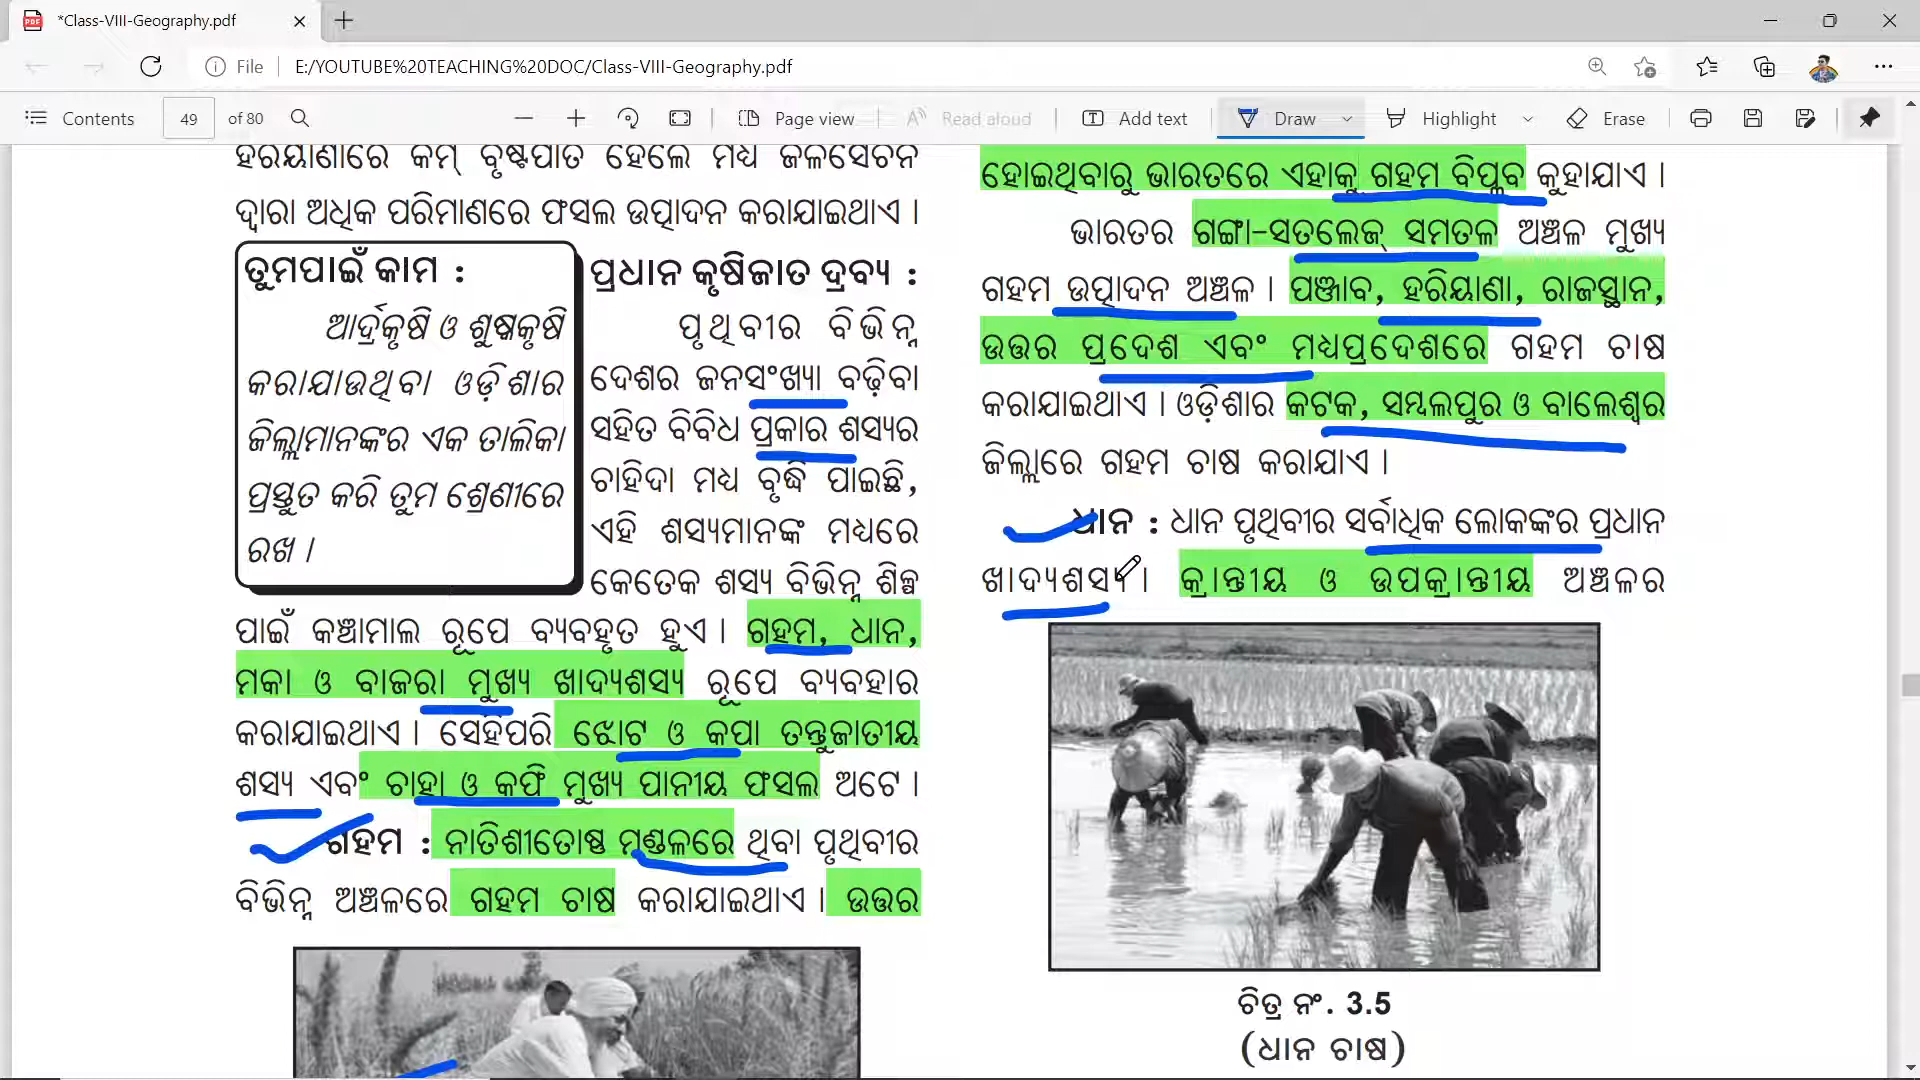 *Class-VIII-Geography.pdf
File E:/YOUTUBE%20TEACHING%20DOC/Class-VIII-Geography.pdf
Contents 49 of 80 Page view Read aloud Add text Draw Highlight Erase
ହରିୟାଣାରେ କମ୍ ବୃଷ୍ଟିପାତ ହେଲେ ମଧ୍ୟ ଜଳସେଚନ
ଦ୍ୱାରା ଅଧିକ ପରିମାଣରେ ଫସଲ ଉତ୍ପାଦନ କରାଯାଇଥାଏ ।
ତୁମପାଇଁ କାମ :
ଆର୍ଦ୍ରକୃଷି ଓ ଶୁଷ୍କକୃଷି
କରାଯାଉଥିବା ଓଡ଼ିଶାର
ଜିଲ୍ଲାମାନଙ୍କର ଏକ ତାଲିକା
ପ୍ରସ୍ତୁତ କରି ତୁମ ଶ୍ରେଣୀରେ
ରଖ ।
ପ୍ରଧାନ କୃଷିଜାତ ଦ୍ରବ୍ୟ :
ପୃଥିବୀର ବିଭିନ୍ନ
ଦେଶର ଜନସଂଖ୍ୟା ବଢ଼ିବା
ସହିତ ବିବିଧ ପ୍ରକାର ଶସ୍ୟର
ଚାହିଦା ମଧ୍ୟ ବୃଦ୍ଧି ପାଇଛି,
ଏହି ଶସ୍ୟମାନଙ୍କ ମଧ୍ୟରେ
କେତେକ ଶସ୍ୟ ବିଭିନ୍ନ ଶିଳ୍ପ
ପାଇଁ କଞ୍ଚାମାଲ ରୂପେ ବ୍ୟବହୃତ ହୁଏ । ଗହମ, ଧାନ,
ମକା ଓ ବାଜରା ମୁଖ୍ୟ ଖାଦ୍ୟଶସ୍ୟ ରୂପେ ବ୍ୟବହାର
କରାଯାଇଥାଏ । ସେହିପରି ଝୋଟ ଓ କପା ତନ୍ତୁଜାତୀୟ
ଶସ୍ୟ ଏବଂ ଚାହା ଓ କଫି ମୁଖ୍ୟ ପାନୀୟ ଫସଲ ଅଟେ ।
ଗହମ : ନାତିଶୀତୋଷ୍ଣ ମଣ୍ଡଳରେ ଥିବା ପୃଥିବୀର
ବିଭିନ୍ନ ଅଞ୍ଚଳରେ ଗହମ ଚାଷ କରାଯାଇଥାଏ । ଉତ୍ତର
ହୋଇଥିବାରୁ ଭାରତରେ ଏହାକୁ ଗହମ ବିପ୍ଳବ କୁହାଯାଏ ।
ଭାରତର ଗଙ୍ଗା-ସତଲେଜ୍ ସମତଳ ଅଞ୍ଚଳ ମୁଖ୍ୟ
ଗହମ ଉତ୍ପାଦନ ଅଞ୍ଚଳ । ପଞ୍ଜାବ, ହରିୟାଣା, ରାଜସ୍ଥାନ,
ଉତ୍ତର ପ୍ରଦେଶ ଏବଂ ମଧ୍ୟପ୍ରଦେଶରେ ଗହମ ଚାଷ
କରାଯାଇଥାଏ । ଓଡ଼ିଶାର କଟକ, ସମ୍ବଲପୁର ଓ ବାଲେଶ୍ୱର
ଜିଲ୍ଲାରେ ଗହମ ଚାଷ କରାଯାଏ ।
ଧାନ : ଧାନ ପୃଥିବୀର ସର୍ବାଧିକ ଲୋକଙ୍କର ପ୍ରଧାନ
ଖାଦ୍ୟଶସ୍ୟ । କ୍ରାନ୍ତୀୟ ଓ ଉପକ୍ରାନ୍ତୀୟ ଅଞ୍ଚଳର
ଚିତ୍ର ନଂ. 3.5
(ଧାନ ଚାଷ)